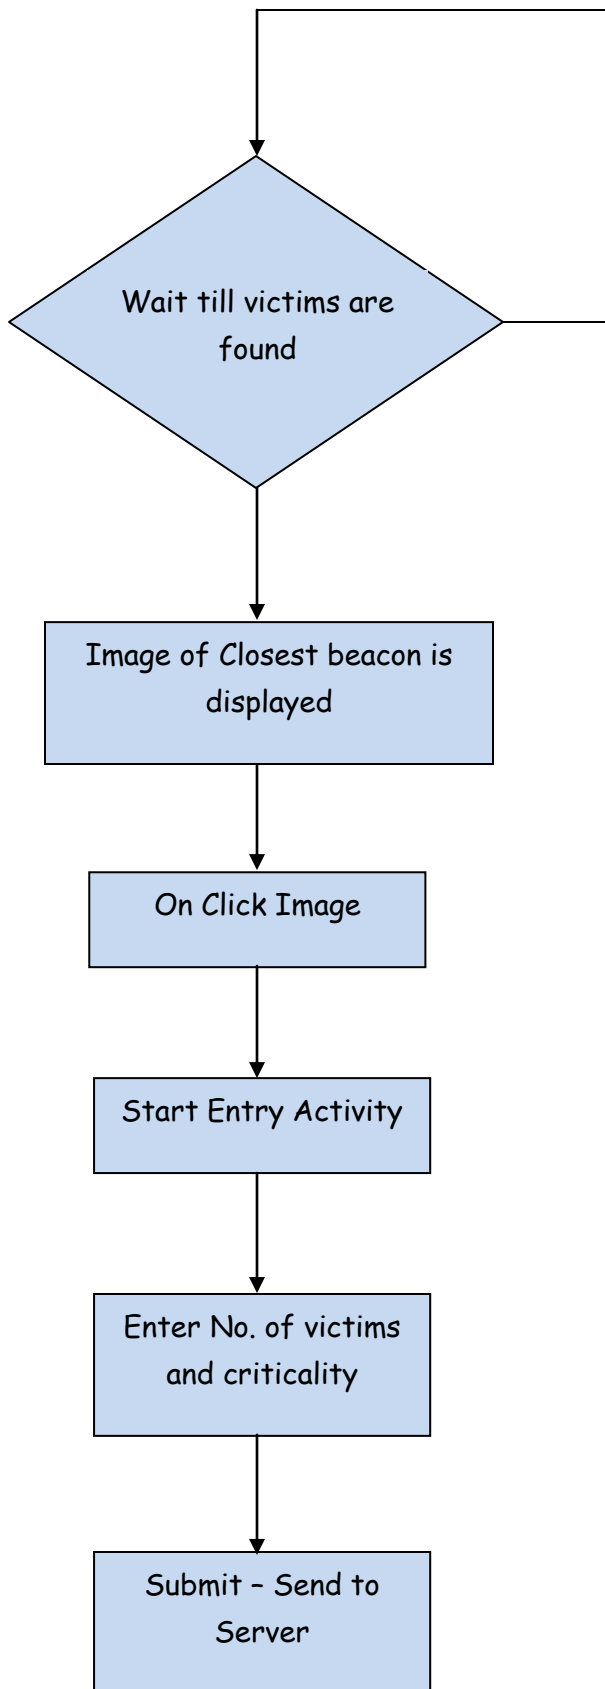 Wait till victims are
found
Image of Closest beacon is
displayed
On Click Image
Start Entry Activity
Enter No. of victims
and criticality
Submit – Send to
Server